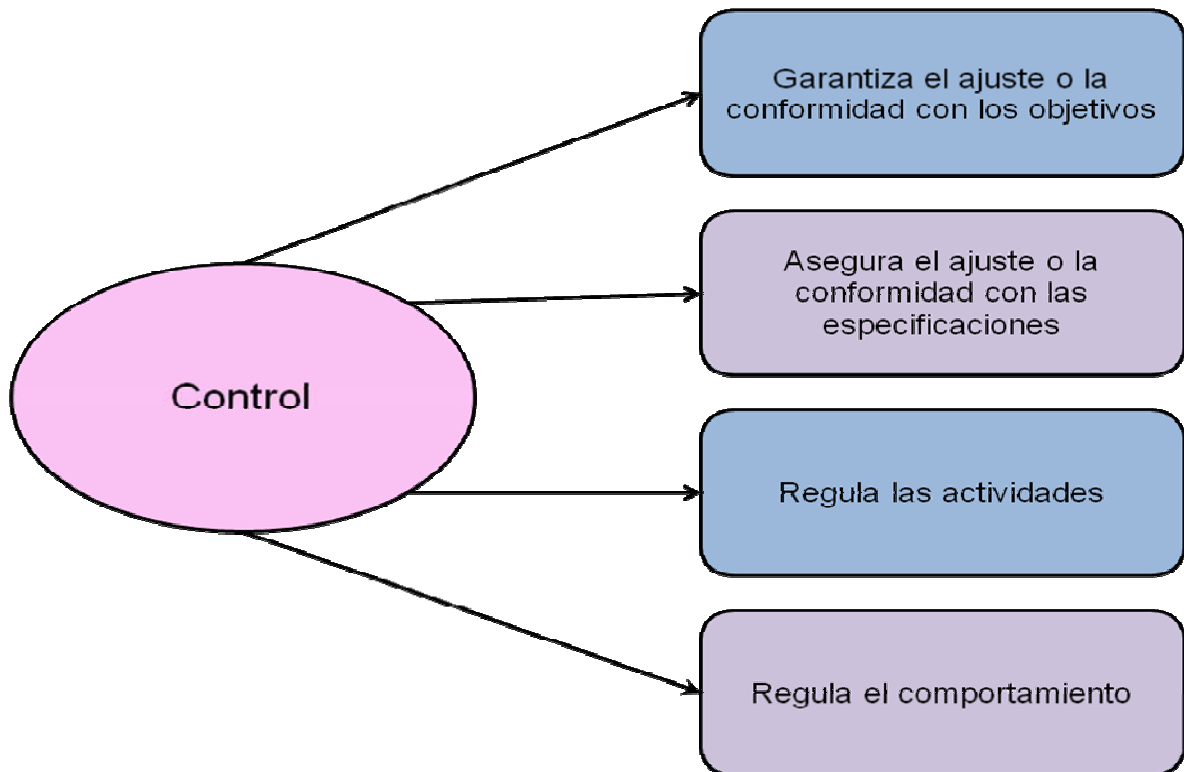 Garantiza el ajuste o la
conformidad con los objetivos
Asegura el ajuste o la
conformidad con las
especificaciones
Control
Regula las actividades
Regula el comportamiento